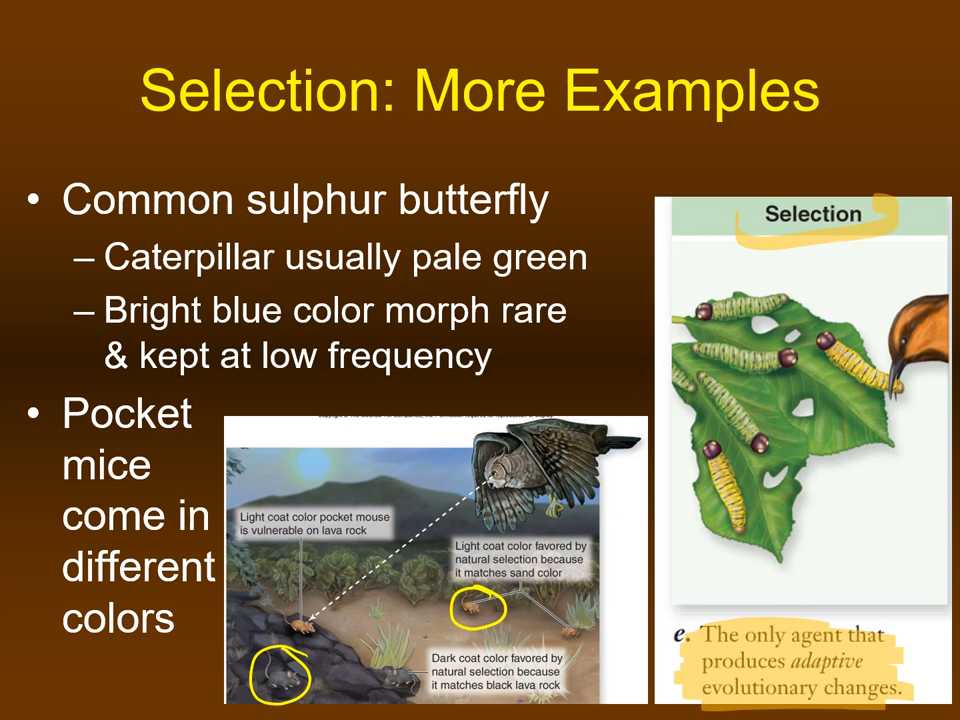 Selection: More Examples
• Common sulphur butterfly
– Caterpillar usually pale green
– Bright blue color morph rare
& kept at low frequency
• Pocket
mice
come in
different
colors
Light coat color pocket mouse
is vulnerable on lava rock
Light coat color favored by
natural selection because
it matches sand color
Dark coat color favored by
natural selection because
it matches black lava rock
Selection
e. The only agent that
produces adaptive
evolutionary changes.